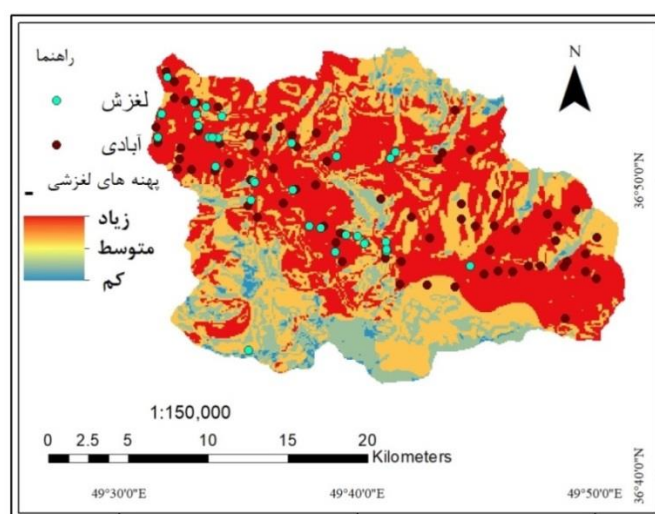 راهنما
لغزش
آبادی
پهنه های لغزشی
زیاد
متوسط
کم
N
36°50'0"N
1:150,000
0 2.5 5 10 15 20
Kilometers
36°40'0"N
49°30'0"E 49°40'0"E 49°50'0"E